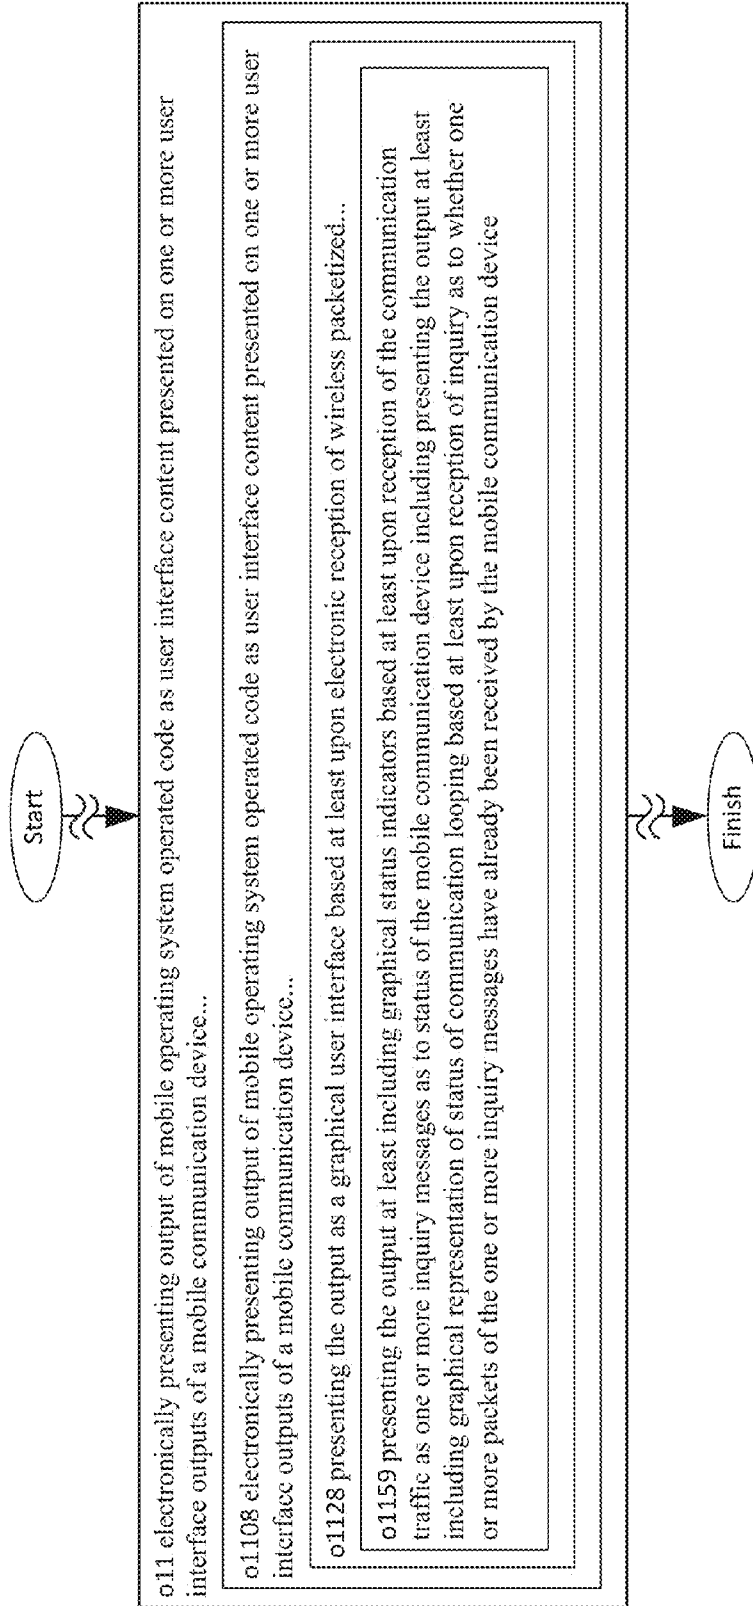 Start
o11 electronically presenting output of mobile operating system operated code as user interface content presented on one or more user
interface outputs of a mobile communication device...
o1108 electronically presenting output of mobile operating system operated code as user interface content presented on one or more user
interface outputs of a mobile communication device...
o1128 presenting the output as a graphical user interface based at least upon electronic reception of wireless packetized...
o1159 presenting the output at least including graphical status indicators based at least upon reception of the communication
traffic as one or more inquiry messages as to status of the mobile communication device including presenting the output at least
including graphical representation of status of communication looping based at least upon reception of inquiry as to whether one
or more packets of the one or more inquiry messages have already been received by the mobile communication device
Finish